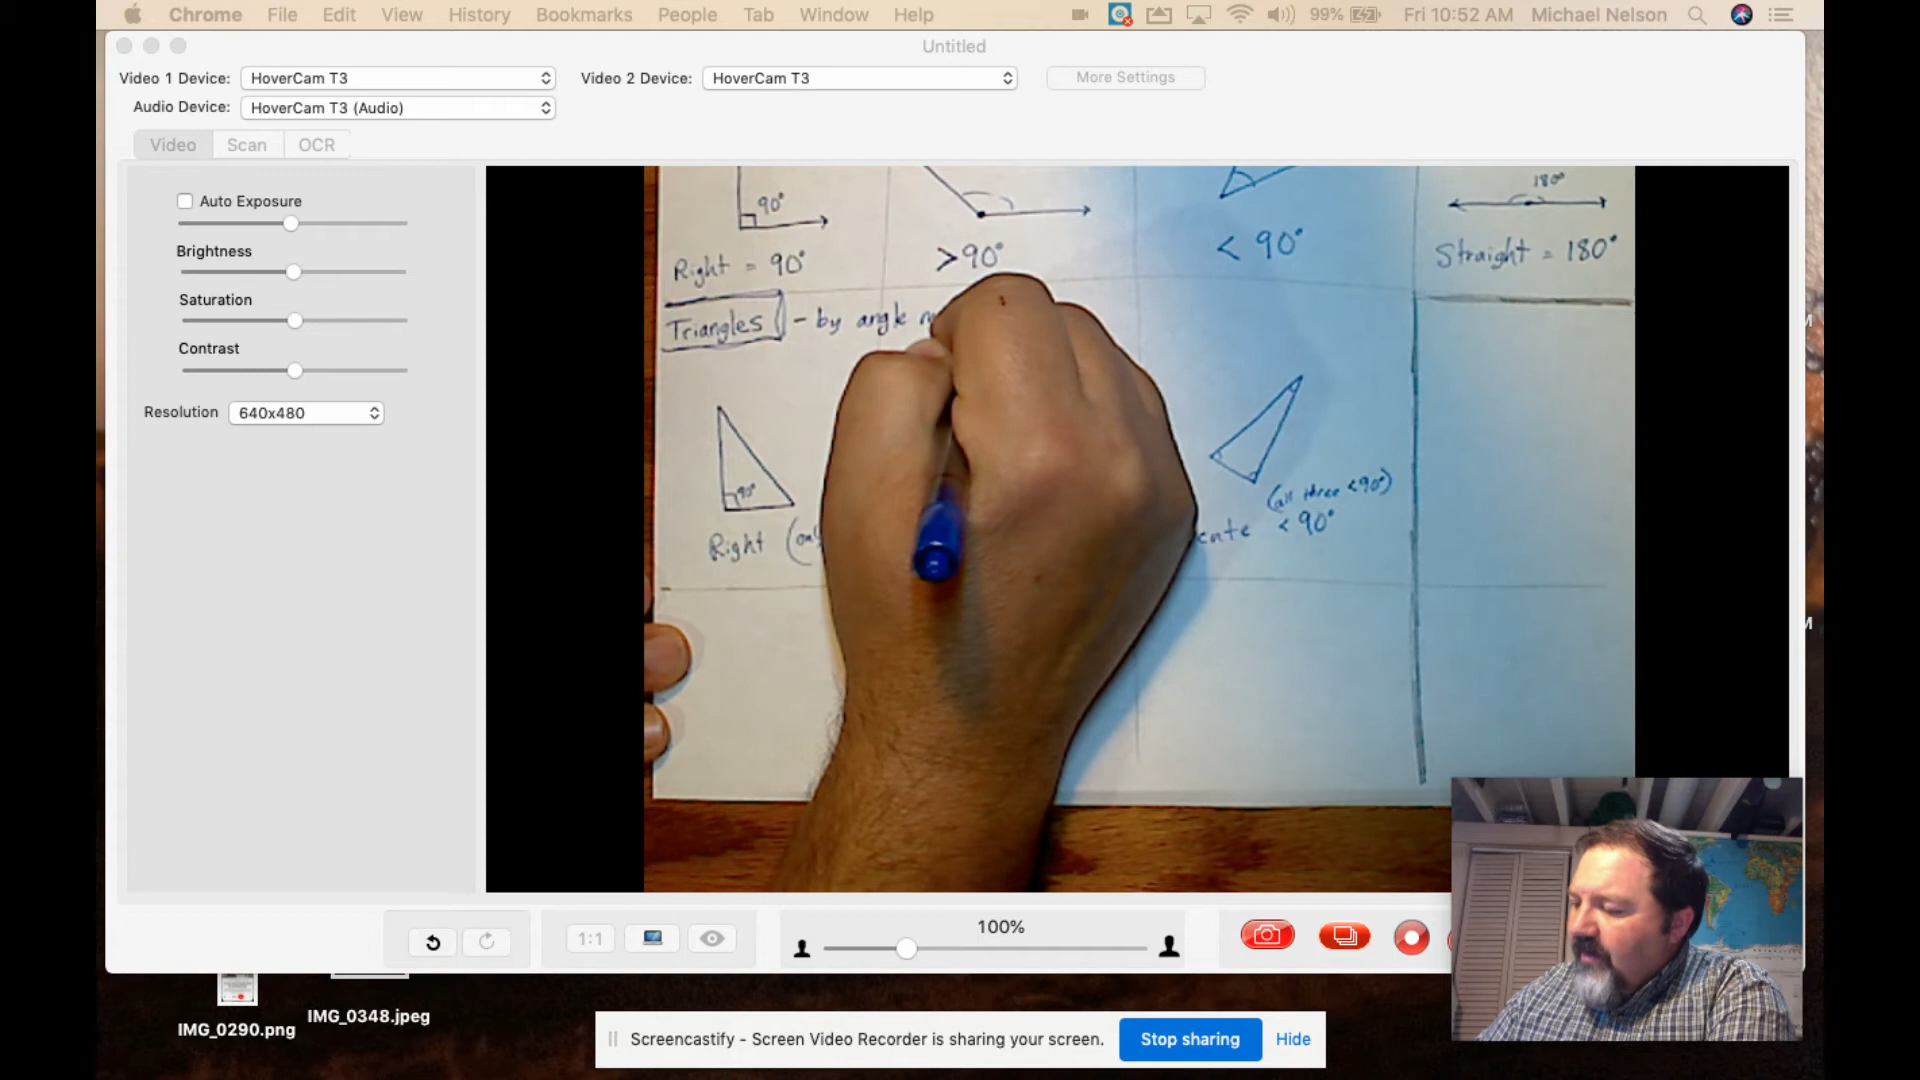 Chrome File Edit View History Bookmarks People Tab Window Help 99% Fri 10:52 AM Michael Nelson
Untitled
Video 1 Device: HoverCam T3 Video 2 Device: HoverCam T3 More Settings
Audio Device: HoverCam T3 (Audio)
Video Scan OCR
Auto Exposure
Brightness
Saturation
Contrast
Resolution 640x480
90° 180°
Right = 90° >90° < 90° Straight = 180°
Triangles - by angle
90°
(all three <90°)
Right < 90°
1:1 100%
IMG_0290.png IMG_0348.jpeg
Screencastify - Screen Video Recorder is sharing your screen. Stop sharing Hide